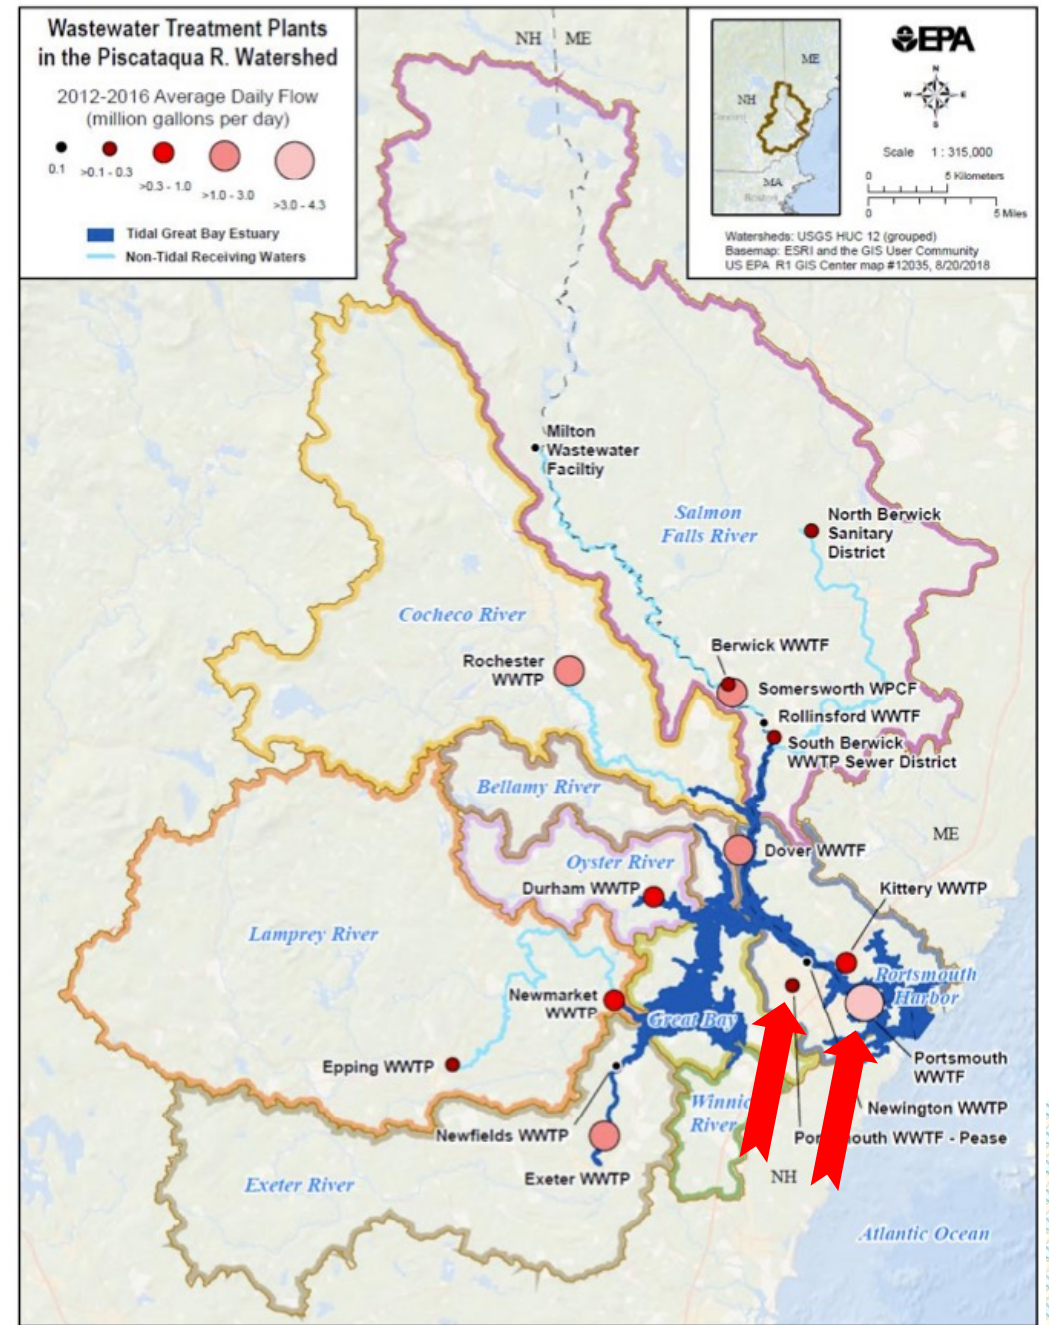 Wastewater Treatment Plants
in the Piscataqua R. Watershed
2012-2016 Average Daily Flow
(million gallons per day)
0.1
>0.1 - 0.3
>0.3 - 1.0
>1.0 - 3.0
>3.0 - 4.3
Tidal Great Bay Estuary
Non-Tidal Receiving Waters
NH
ME
ME
NH
Concord
MA
Boston
EPA
N
W
E
S
Scale 1 : 315,000
0 5 Kilometers
0 5 Miles
Watersheds: USGS HUC 12 (grouped)
Basemap: ESRI and the GIS User Community
US EPA R1 GIS Center map #12035, 8/20/2018
Milton
Wastewater
Faciltiy
Salmon
Falls River
North Berwick
Sanitary
District
Cocheco River
Rochester
WWTP
Berwick WWTF
Somersworth WPCF
Rollinsford WWTF
South Berwick
WWTP Sewer District
Bellamy River
ME
Oyster River
Dover WWTF
Durham WWTP
Kittery WWTP
Lamprey River
Portsmouth
Harbor
Newmarket
WWTP
Great Bay
Epping WWTP
Portsmouth
WWTF
Winnic
River
Newington WWTP
Newfields WWTP
Por mouth WWTF - Pease
Exeter WWTP
NH
Exeter River
Atlantic Ocean